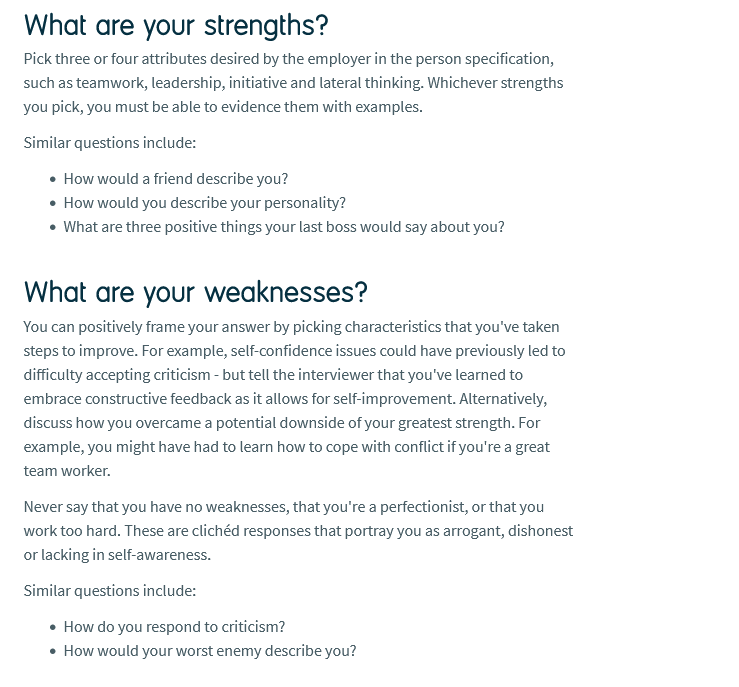 What are your strengths?
Pick three or four attributes desired by the employer in the person specification,
such as teamwork, leadership, initiative and lateral thinking. Whichever strengths
you pick, you must be able to evidence them with examples.
Similar questions include:
• How would a friend describe you?
• How would you describe your personality?
• What are three positive things your last boss would say about you?
What are your weaknesses?
You can positively frame your answer by picking characteristics that you've taken
steps to improve. For example, self-confidence issues could have previously led to
difficulty accepting criticism - but tell the interviewer that you've learned to
embrace constructive feedback as it allows for self-improvement. Alternatively,
discuss how you overcame a potential downside of your greatest strength. For
example, you might have had to learn how to cope with conflict if you're a great
team worker.
Never say that you have no weaknesses, that you're a perfectionist, or that you
work too hard. These are clichéd responses that portray you as arrogant, dishonest
or lacking in self-awareness.
Similar questions include:
• How do you respond to criticism?
• How would your worst enemy describe you?